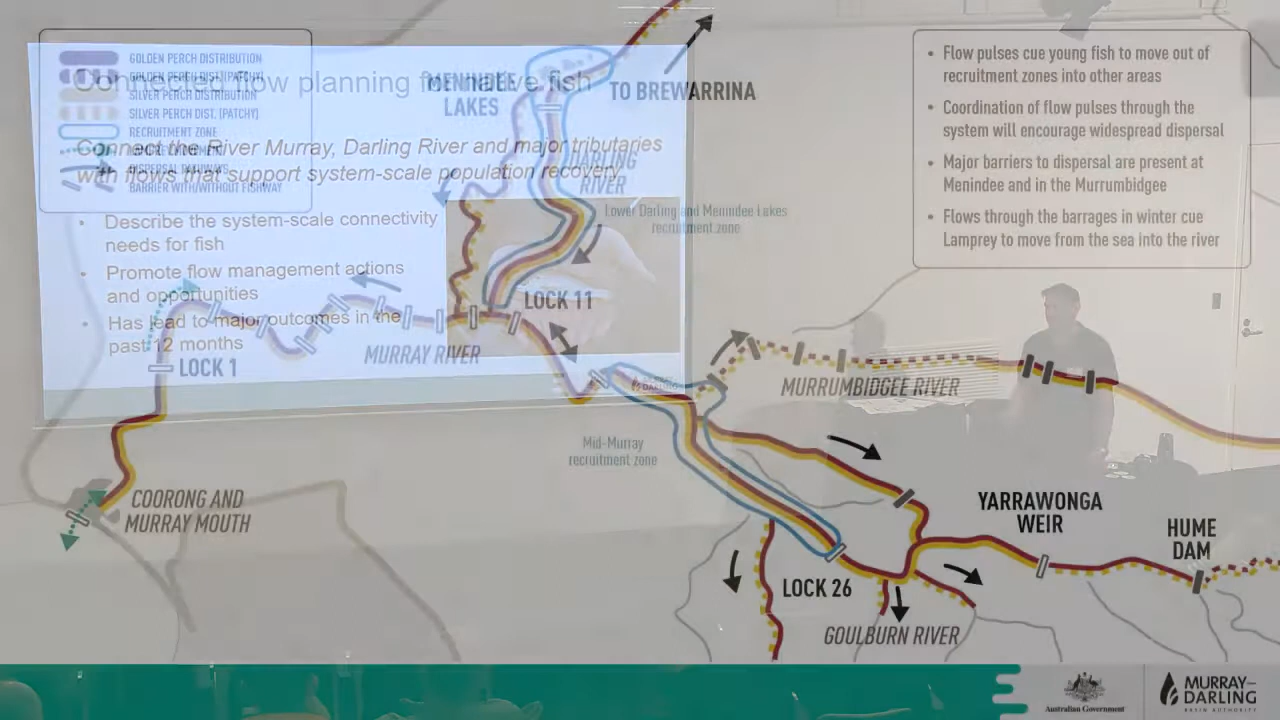 GOLDEN PERCH DISTRIBUTION
GOLDEN PERCH DIST. (PATCHY)
SILVER PERCH DISTRIBUTION
SILVER PERCH DIST. (PATCHY)
RECRUITMENT ZONE
DISPERSAL PATHWAYS
BARRIER WITH/WITHOUT FISHWAY
Connected flow planning for native fish
Connect the River Murray, Darling River and major tributaries
with flows that support system-scale population recovery
• Describe the system-scale connectivity
needs for fish
• Promote flow management actions
and opportunities
• Has lead to major outcomes in the
past 12 months
MENINDEE
LAKES
TO BREWARRINA
DARLING
RIVER
Lower Darling and Menindee Lakes
recruitment zone
• Flow pulses cue young fish to move out of
recruitment zones into other areas
• Coordination of flow pulses through the
system will encourage widespread dispersal
• Major barriers to dispersal are present at
Menindee and in the Murrumbidgee
• Flows through the barrages in winter cue
Lamprey to move from the sea into the river
LOCK 11
MURRAY RIVER
LOCK 1
MURRUMBIDGEE RIVER
Mid-Murray
recruitment zone
COORONG AND
MURRAY MOUTH
YARRAWONGA
WEIR
HUME
DAM
LOCK 26
GOULBURN RIVER
Australian Government
MURRAY–
DARLING
BASIN AUTHORITY